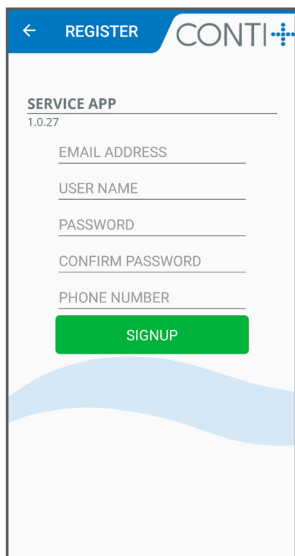 REGISTER
CONTI+
SERVICE APP
1.0.27
EMAIL ADDRESS
USER NAME
PASSWORD
CONFIRM PASSWORD
PHONE NUMBER
SIGNUP